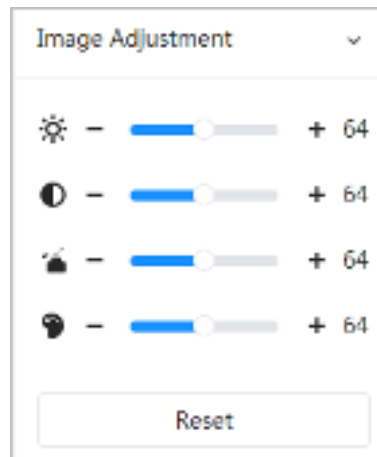 Image Adjustment
− + 64
− + 64
− + 64
− + 64
Reset